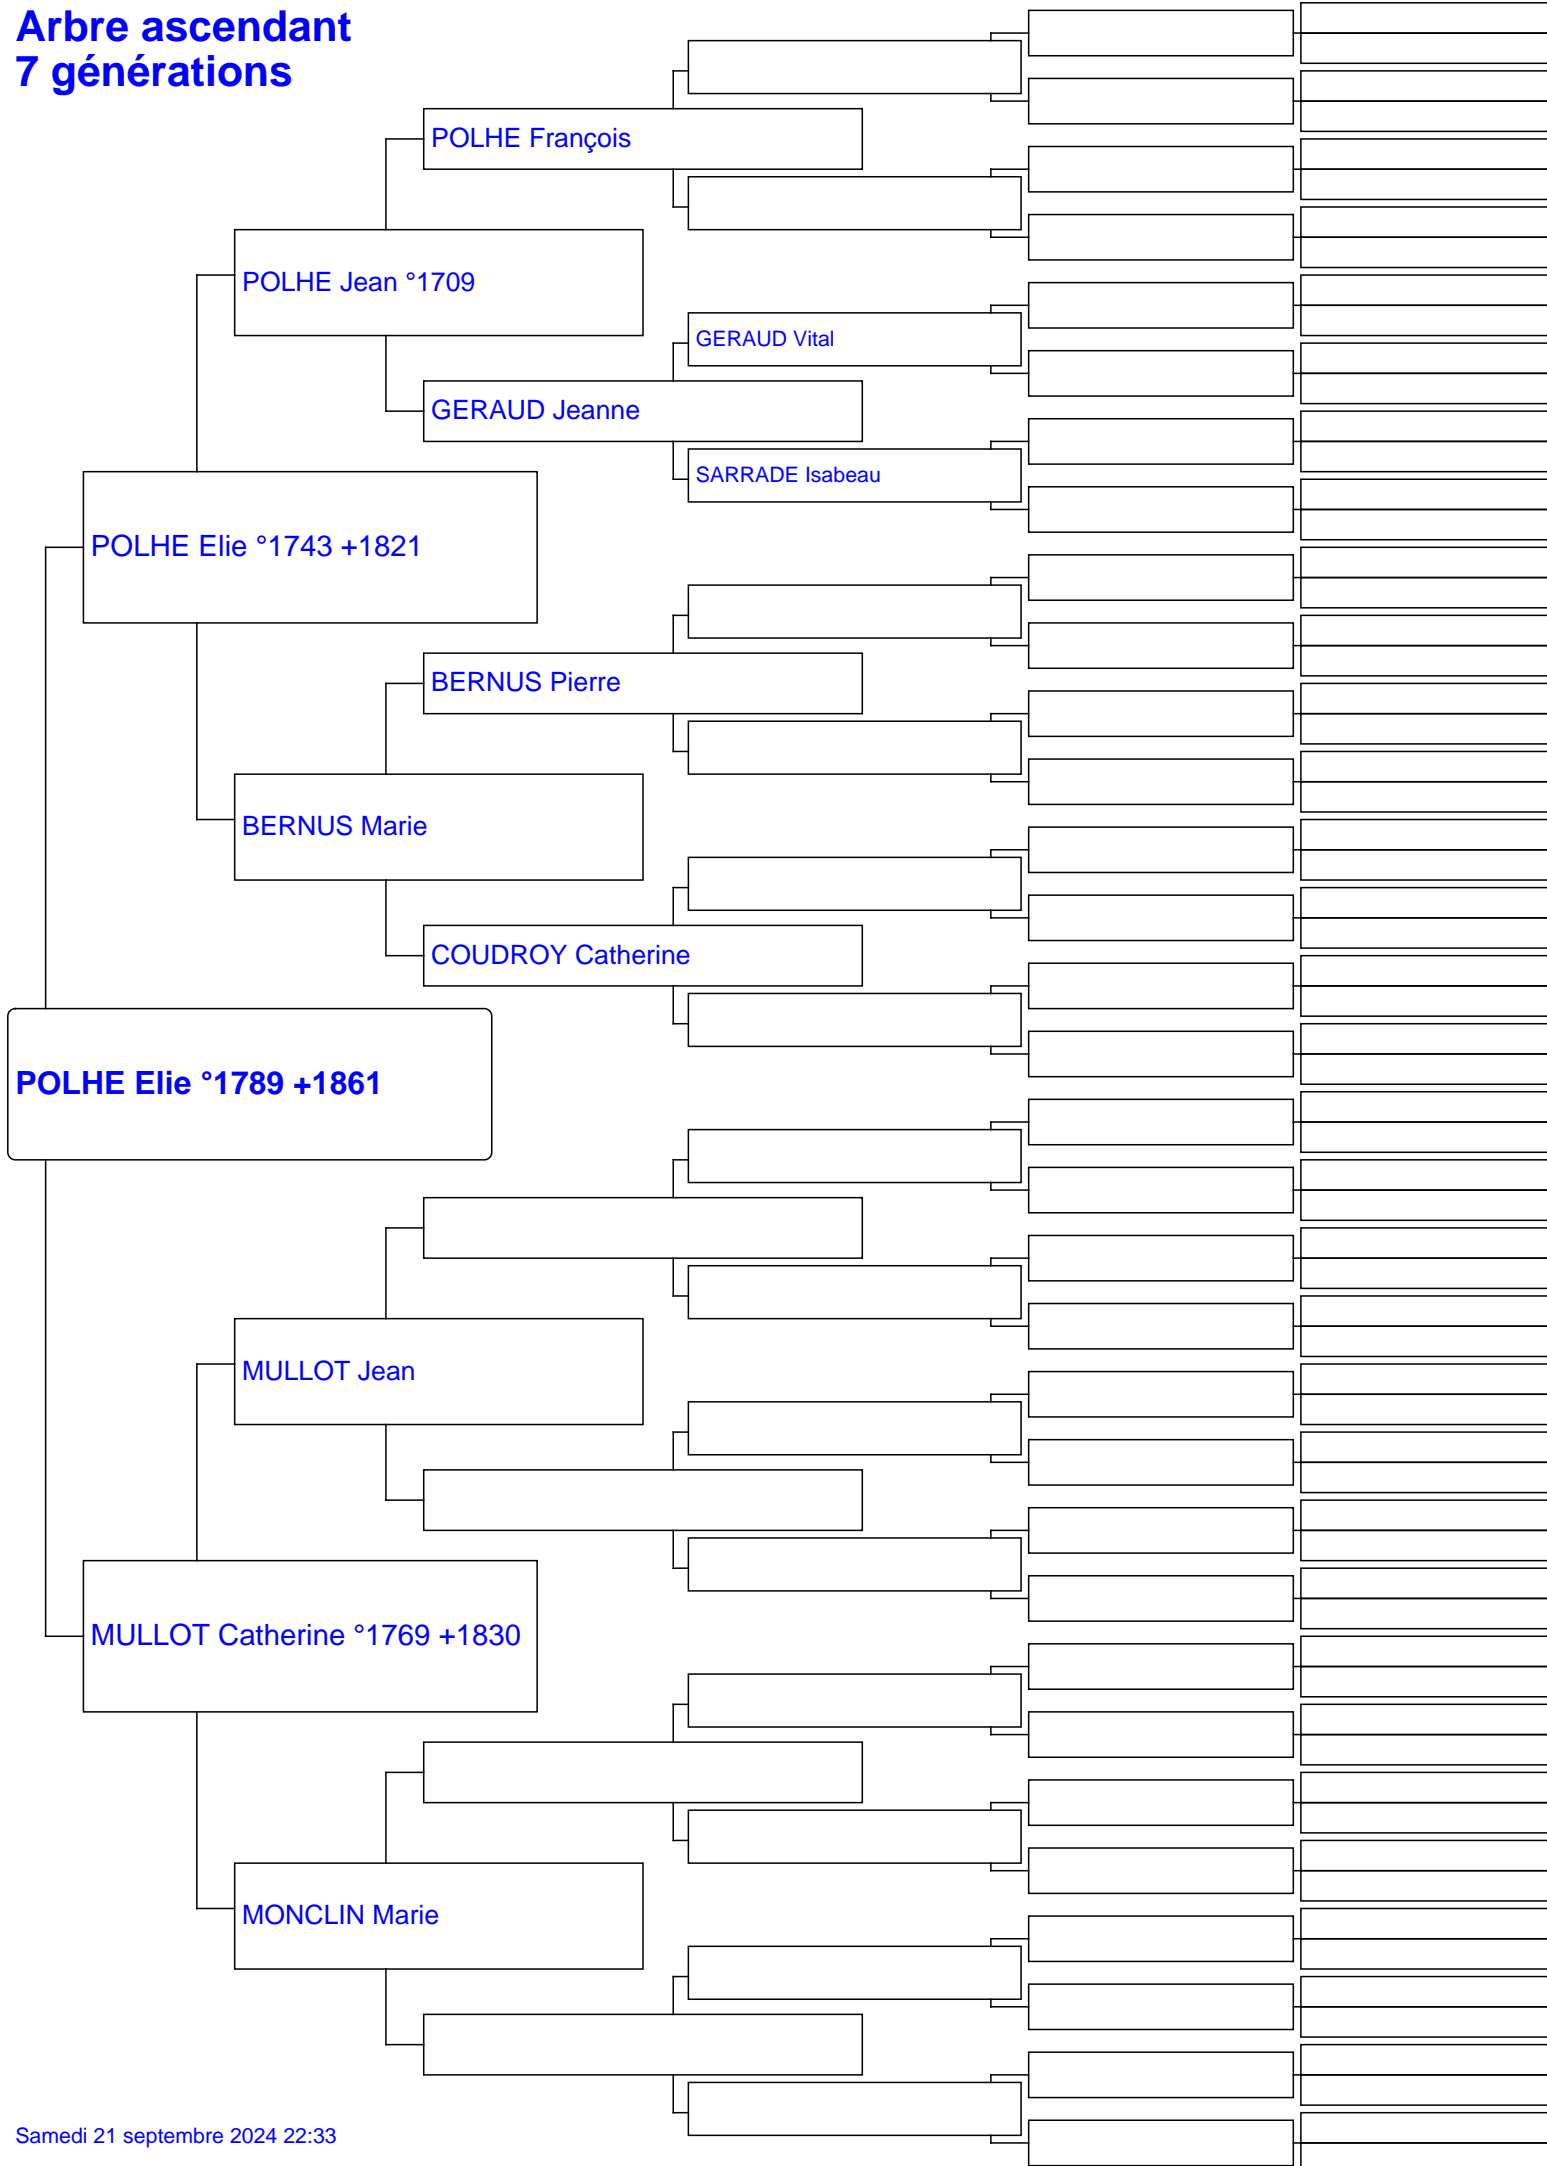 Arbre ascendant
7 générations
POLHE François
POLHE Jean °1709
GERAUD Vital
GERAUD Jeanne
SARRADE Isabeau
POLHE Elie °1743 +1821
BERNUS Pierre
BERNUS Marie
COUDROY Catherine
POLHE Elie °1789 +1861
MULLOT Jean
MULLOT Catherine °1769 +1830
MONCLIN Marie
Samedi 21 septembre 2024 22:33